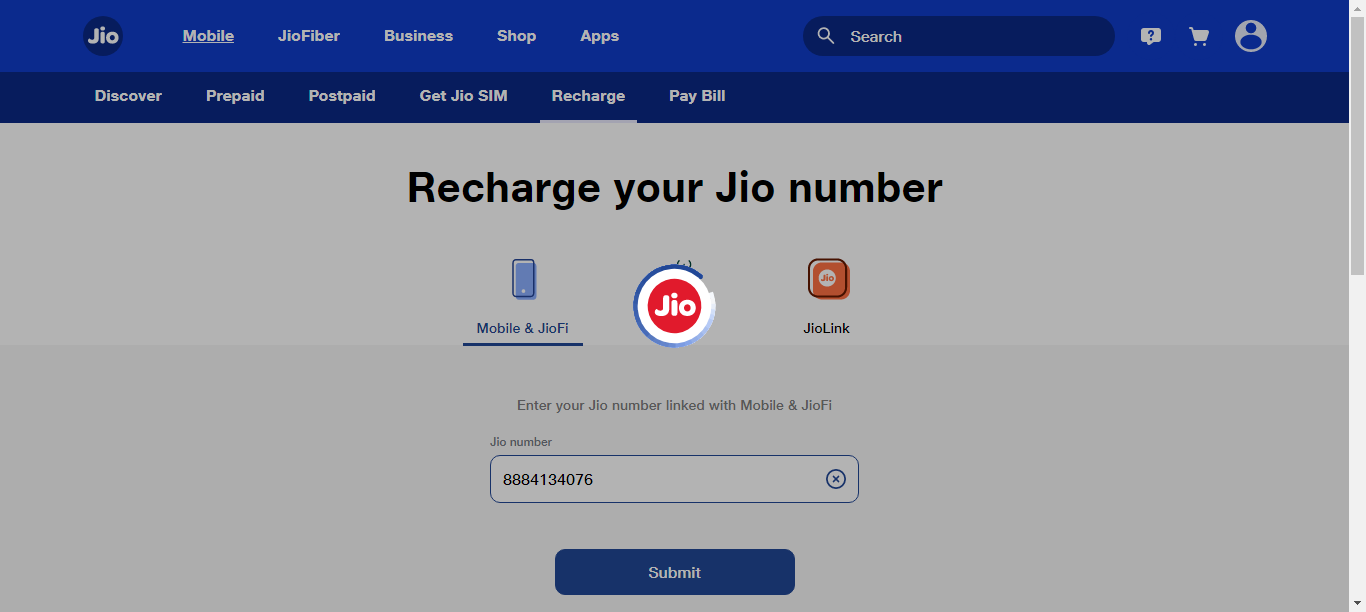 Jio Mobile JioFiber Business Shop Apps Search
Discover Prepaid Postpaid Get Jio SIM Recharge Pay Bill
Recharge your Jio number
Jio
Jio
Mobile & JioFi JioLink
Enter your Jio number linked with Mobile & JioFi
Jio number
8884134076
Submit